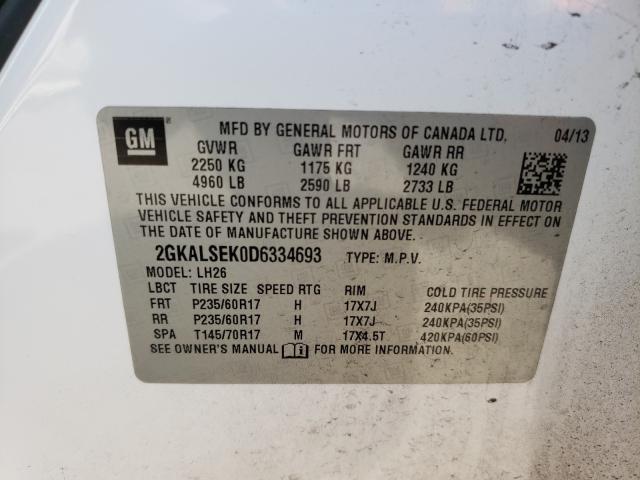 GM ® MFD BY GENERAL MOTORS OF CANADA LTD. 04/13
GVWR GAWR FRT GAWR RR
2250 KG 1175 KG 1240 KG
4960 LB 2590 LB 2733 LB
THIS VEHICLE CONFORMS TO ALL APPLICABLE U.S. FEDERAL MOTOR
VEHICLE SAFETY AND THEFT PREVENTION STANDARDS IN EFFECT ON
THE DATE OF MANUFACTURE SHOWN ABOVE.
2GKALSEK0D6334693 TYPE: M.P.V.
MODEL: LH26
LBCT TIRE SIZE SPEED RTG RIM COLD TIRE PRESSURE
FRT P235/60R17 H 17X7J 240KPA(35PSI)
RR P235/60R17 H 17X7J 240KPA(35PSI)
SPA T145/70R17 M 17X4.5T 420KPA(60PSI)
SEE OWNER'S MANUAL FOR MORE INFORMATION.